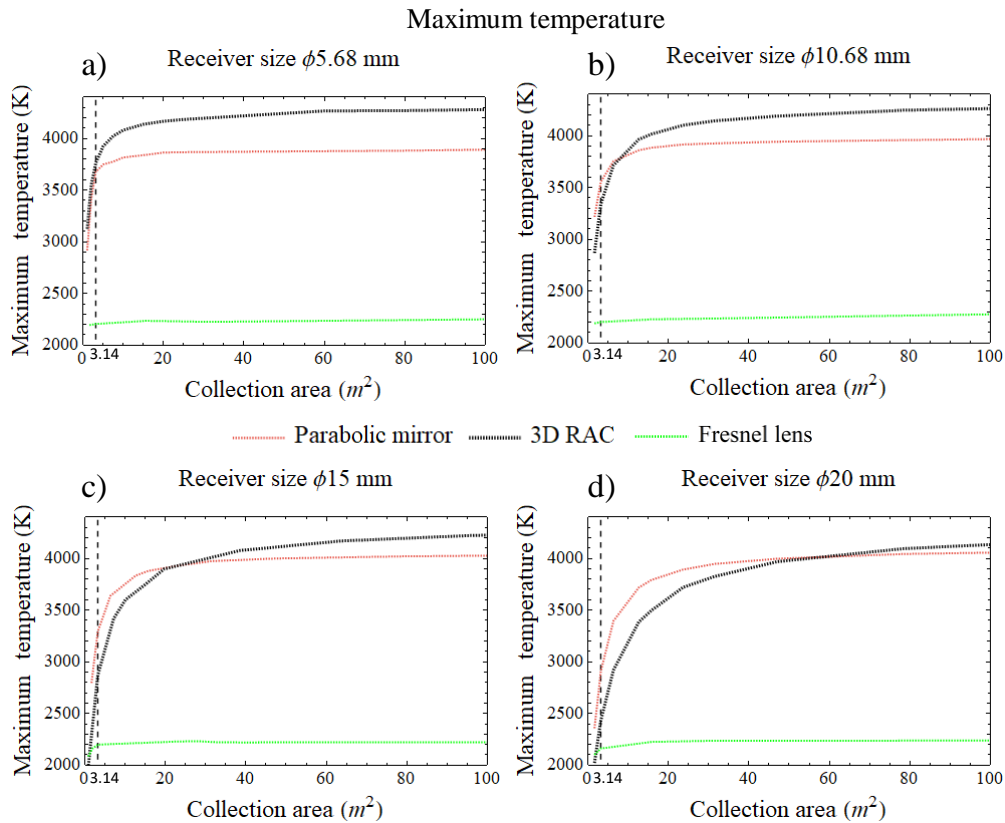 Maximum temperature
a)
Receiver size ϕ5.68 mm
Maximum temperature (K)
4000
3500
3000
2500
2000
0 3.14 20 40 60 80 100
Collection area (m²)
b)
Receiver size ϕ10.68 mm
Maximum temperature (K)
4000
3500
3000
2500
2000
0 3.14 20 40 60 80 100
Collection area (m²)
Parabolic mirror 3D RAC Fresnel lens
c)
Receiver size ϕ15 mm
Maximum temperature (K)
4000
3500
3000
2500
2000
0 3.14 20 40 60 80 100
Collection area (m²)
d)
Receiver size ϕ20 mm
Maximum temperature (K)
4000
3500
3000
2500
2000
0 3.14 20 40 60 80 100
Collection area (m²)